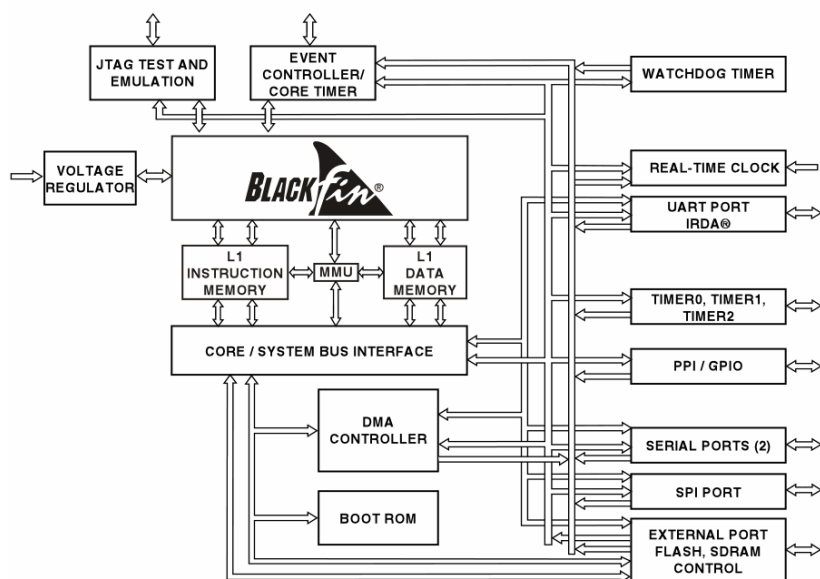 JTAG TEST AND
EMULATION
EVENT
CONTROLLER/
CORE TIMER
WATCHDOG TIMER
VOLTAGE
REGULATOR
BLACKfin®
REAL-TIME CLOCK
UART PORT
IRDA®
L1
INSTRUCTION
MEMORY
MMU
L1
DATA
MEMORY
TIMER0, TIMER1,
TIMER2
CORE / SYSTEM BUS INTERFACE
PPI / GPIO
DMA
CONTROLLER
SERIAL PORTS (2)
SPI PORT
BOOT ROM
EXTERNAL PORT
FLASH, SDRAM
CONTROL